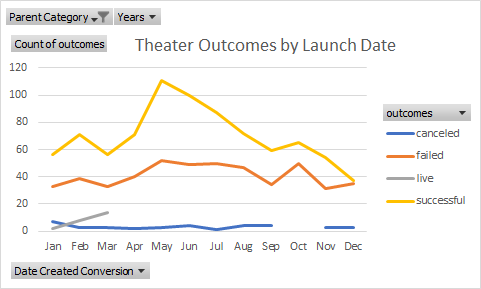 Parent Category Years
Count of outcomes
Theater Outcomes by Launch Date
120
100
80
60
40
20
0
Jan Feb Mar Apr May Jun Jul Aug Sep Oct Nov Dec
outcomes
canceled
failed
live
successful
Date Created Conversion